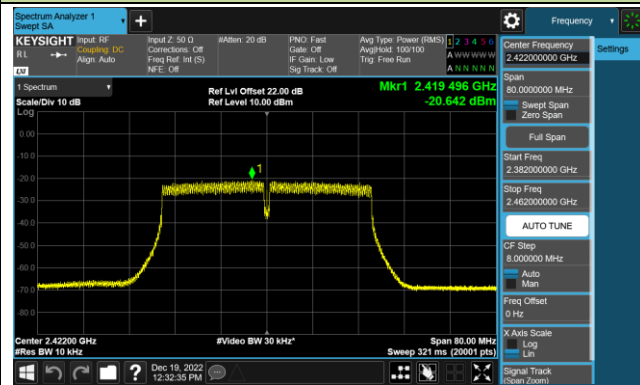 Spectrum Analyzer 1
Swept SA
Frequency
KEYSIGHT
Input: RF
Coupling: DC
Align: Auto
Input Z: 50 Ω
Corrections: Off
Freq Ref: Int (S)
NFE: Off
#Atten: 20 dB
PNO: Fast
Gate: Off
IF Gain: Low
Sig Track: Off
Avg Type: Power (RMS)
Avg|Hold: 100/100
Trig: Free Run
1 2 3 4 5 6
A W W W W W
A N N N N N
R L
LXI
1 Spectrum
Scale/Div 10 dB
Ref Lvl Offset 22.00 dB
Ref Level 10.00 dBm
Mkr1 2.419 496 GHz
-20.642 dBm
Log
0.00
-10.0
-20.0
-30.0
-40.0
-50.0
-60.0
-70.0
-80.0
1
Center 2.42200 GHz
#Res BW 10 kHz
#Video BW 30 kHz*
Span 80.00 MHz
Sweep 321 ms (20001 pts)
Dec 19, 2022
12:32:35 PM
Center Frequency
2.422000000 GHz
Settings
Span
80.0000000 MHz
Swept Span
Zero Span
Full Span
Start Freq
2.382000000 GHz
Stop Freq
2.462000000 GHz
AUTO TUNE
CF Step
8.000000 MHz
Auto
Man
Freq Offset
0 Hz
X Axis Scale
Log
Lin
Signal Track
(Span Zoom)